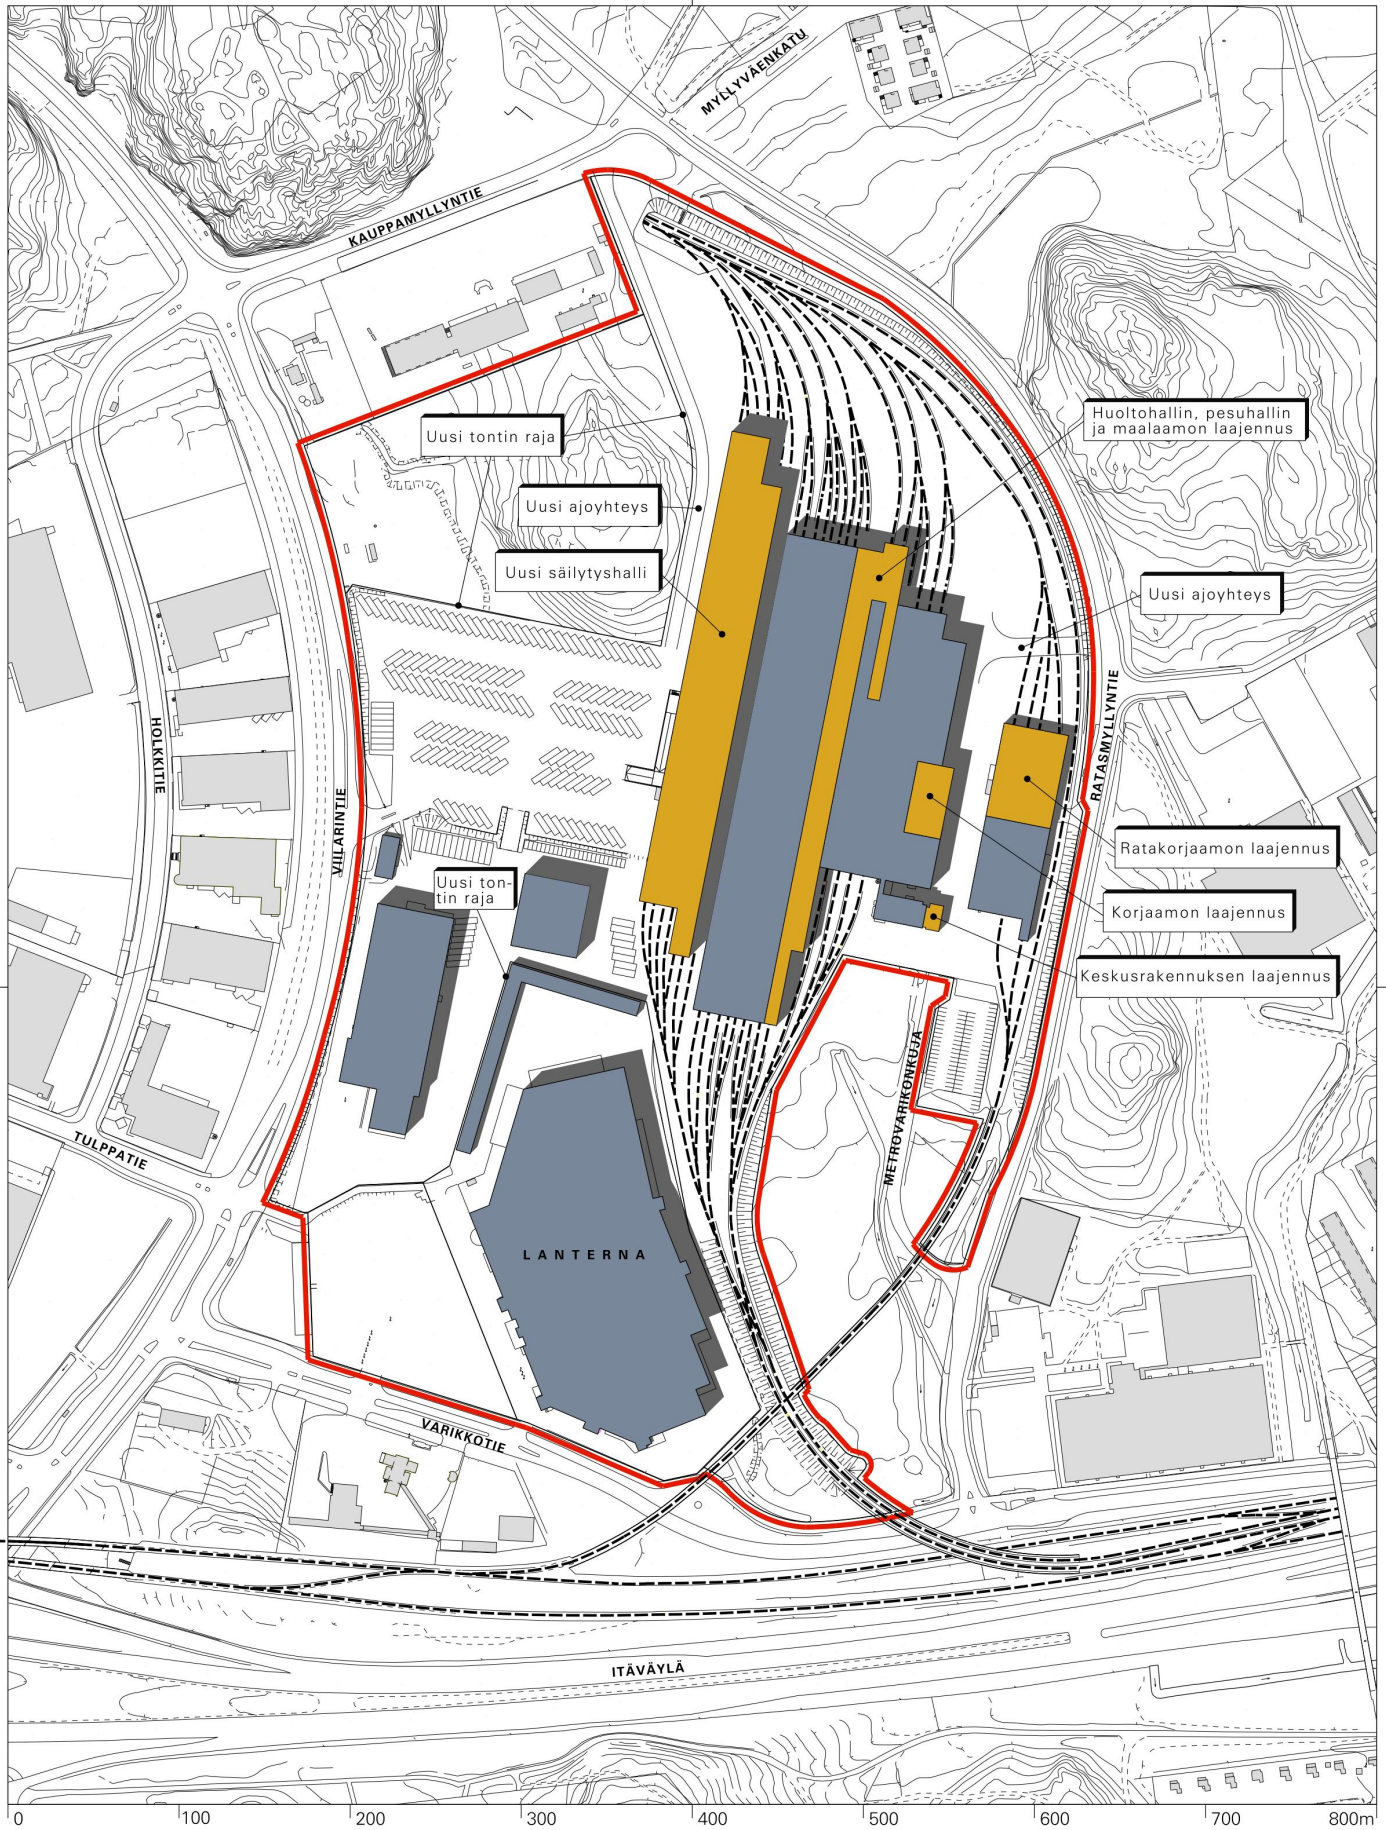 MYLLYVÄENKATU
KAUPPAMYLLYNTIE
Huoltohallin, pesuhallin
ja maalaamon laajennus
Uusi tontin raja
Uusi ajoyhteys
Uusi säilytyshalli
Uusi ajoyhteys
HOLKKITIE
VIILARINTIE
RATASMYLLYNTIE
Ratakorjaamon laajennus
Uusi ton-
tin raja
Korjaamon laajennus
Keskusrakennuksen laajennus
METROVARIKONKUJA
TULPPATIE
LANTERNA
VARIKKOTIE
ITÄVÄYLÄ
0 100 200 300 400 500 600 700 800m